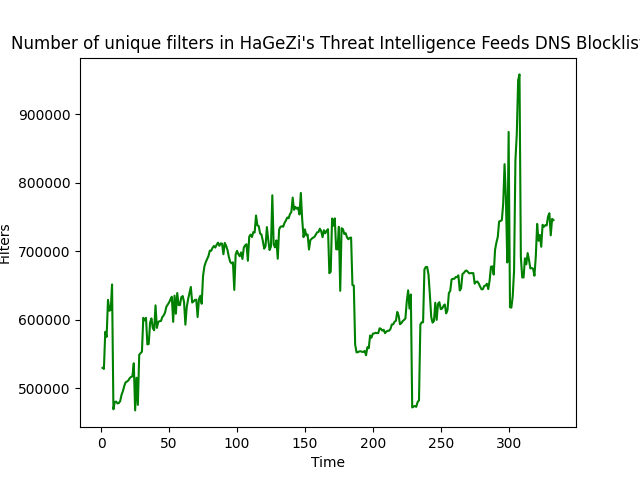 Number of unique filters in HaGeZi's Threat Intelligence Feeds DNS Blocklist
900000
800000
700000
600000
500000
Filters
0 50 100 150 200 250 300
Time